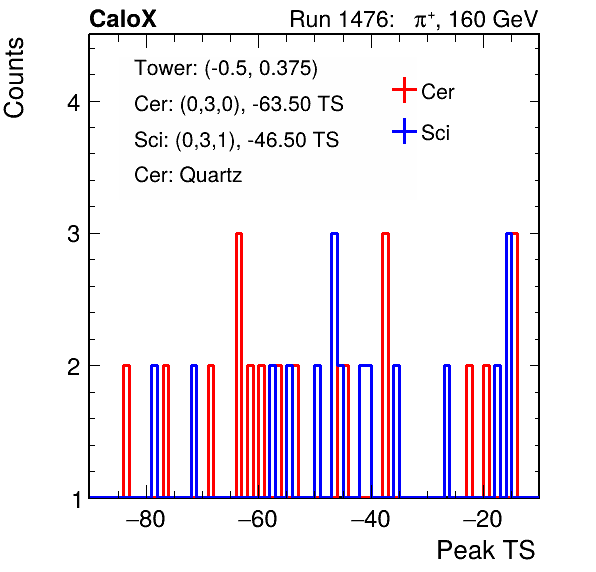 CaloX Run 1476: π⁺, 160 GeV
Counts
Tower: (-0.5, 0.375)
Cer: (0,3,0), -63.50 TS
Sci: (0,3,1), -46.50 TS
Cer: Quartz
Cer
Sci
4
3
2
1
−80 −60 −40 −20
Peak TS